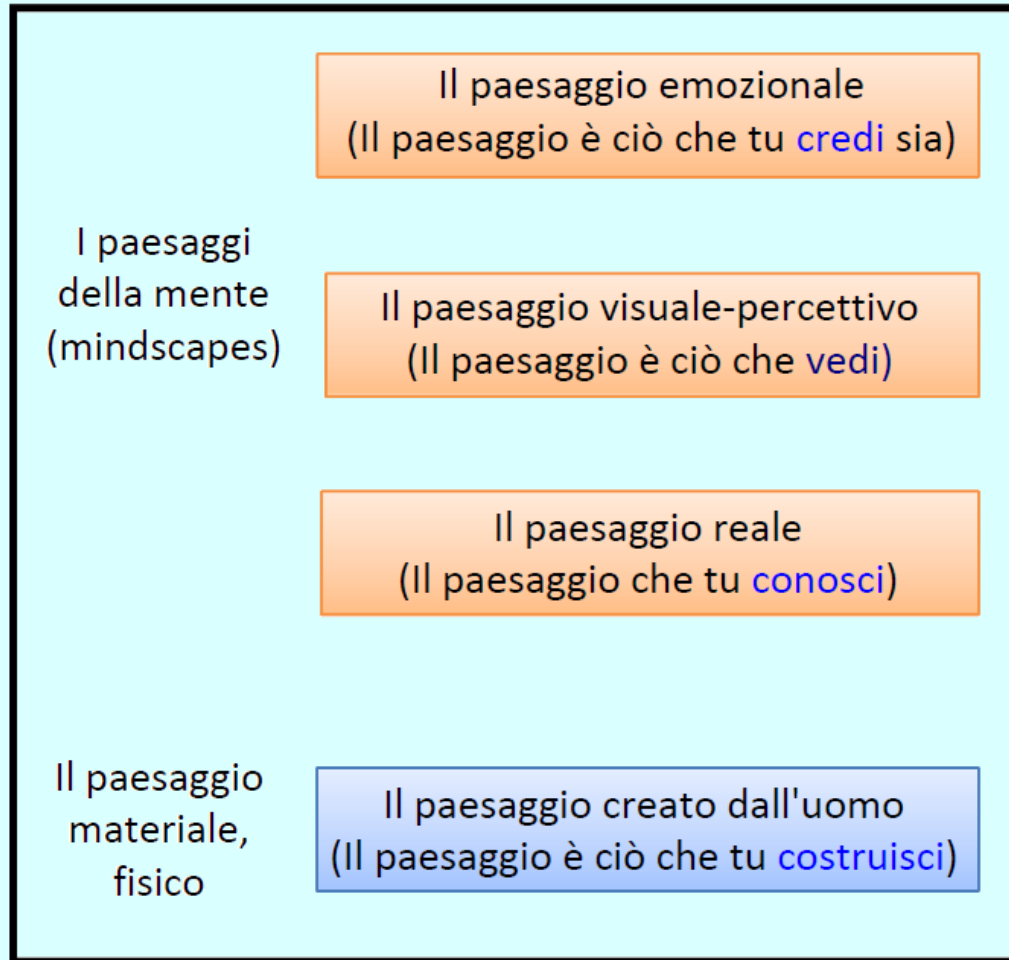 Il paesaggio emozionale
(Il paesaggio è ciò che tu credi sia)
I paesaggi
della mente
(mindscapes)
Il paesaggio visuale-percettivo
(Il paesaggio è ciò che vedi)
Il paesaggio reale
(Il paesaggio che tu conosci)
Il paesaggio
materiale,
fisico
Il paesaggio creato dall'uomo
(Il paesaggio è ciò che tu costruisci)